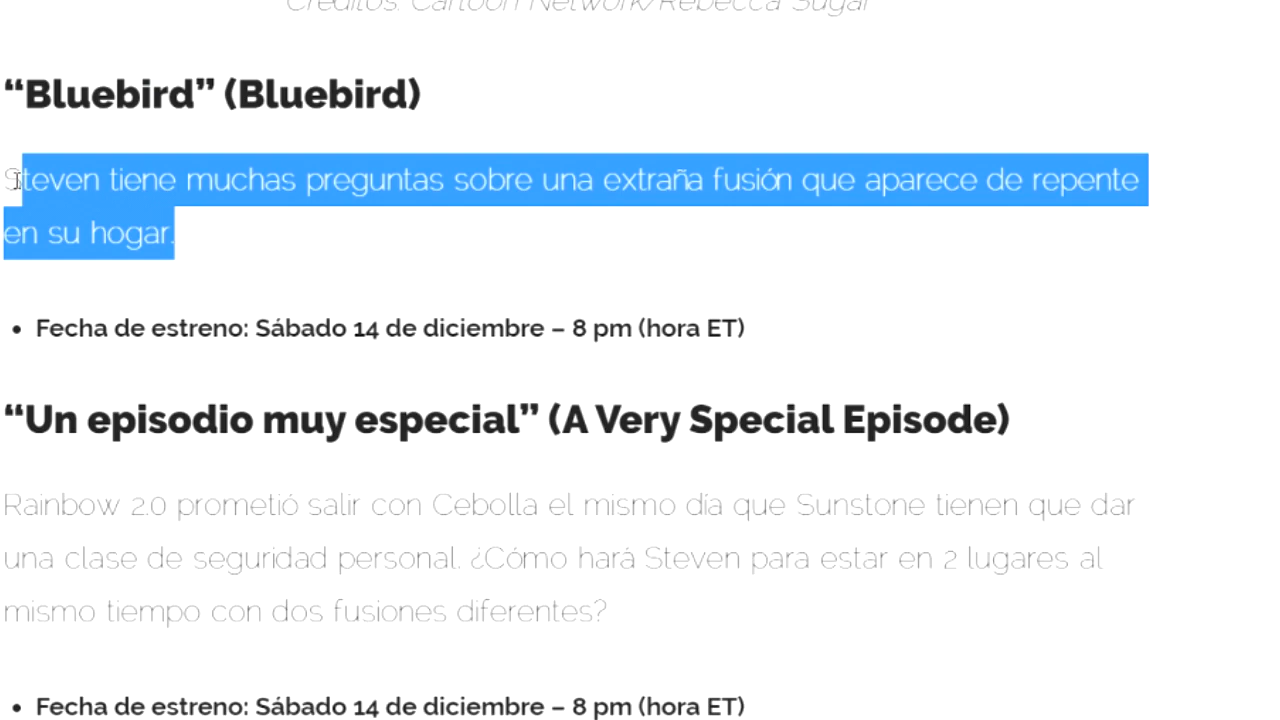 Créditos: Cartoon Network/Rebecca Sugar
“Bluebird” (Bluebird)
Steven tiene muchas preguntas sobre una extraña fusión que aparece de repente
en su hogar.
• Fecha de estreno: Sábado 14 de diciembre – 8 pm (hora ET)
“Un episodio muy especial” (A Very Special Episode)
Rainbow 2.0 prometió salir con Cebolla el mismo día que Sunstone tienen que dar
una clase de seguridad personal. ¿Cómo hará Steven para estar en 2 lugares al
mismo tiempo con dos fusiones diferentes?
• Fecha de estreno: Sábado 14 de diciembre – 8 pm (hora ET)